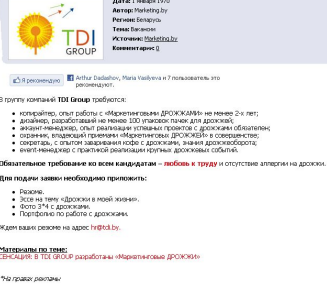 Дата: 1 января 1970
Автор: Marketing.by
Регион: Беларусь
Тема: Вакансии
Источник: Marketing.by
Комментарии: 0
TDI
GROUP
Я рекомендую
Arthur Dadashov, Maria Vasilyeva и 7 пользователь это
рекомендуют.
В группу компаний TDI Group требуются:
копирайтер, опыт работы с «Маркетинговыми ДРОЖЖАМИ» не менее 2-х лет;
дизайнер, разработавший не менее 100 упаковок пачек для дрожжей;
аккаунт-менеджер, опыт реализации успешных проектов с дрожжами обязателен;
охранник, владеющий приемами «Маркетинговых ДРОЖЖЕЙ» в совершенстве;
секретарь, с опытом заваривания кофе с дрожжами, знания дрожжеоборота;
event-менеджер с практикой реализации крупных дрожжевых событий.
Обязательное требование ко всем кандидатам – любовь к труду и отсутствие аллергии на дрожжи.
Для подачи заявки необходимо приложить:
Резюме.
Эссе на тему «Дрожжи в моей жизни».
Фото 3*4 с дрожжами.
Портфолио по работе с дрожжами.
Ждем ваших резюме на адрес hr@tdi.by.
Материалы по теме:
СЕНСАЦИЯ: В TDI GROUP разработаны «Маркетинговые ДРОЖЖИ»
*На правах рекламы